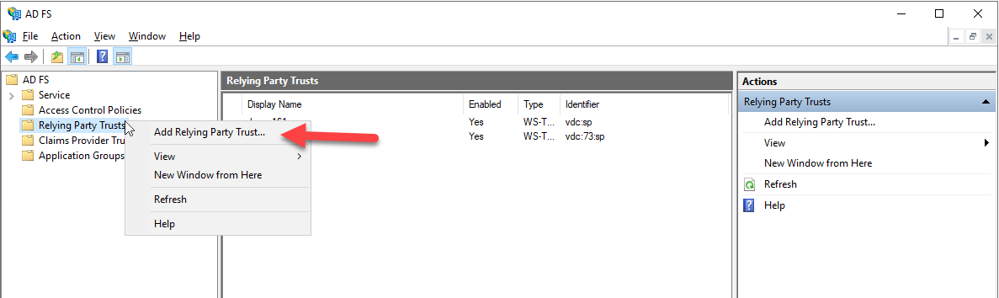 AD FS
File Action View Window Help
AD FS
Service
Access Control Policies
Relying Party Trusts
Claims Provider Tru
Application Groups
Add Relying Party Trust...
View
New Window from Here
Refresh
Help
Relying Party Trusts
Display Name Enabled Type Identifier
161 Yes WS-T... vdc:sp
Yes WS-T... vdc:73:sp
Actions
Relying Party Trusts
Add Relying Party Trust...
View
New Window from Here
Refresh
Help